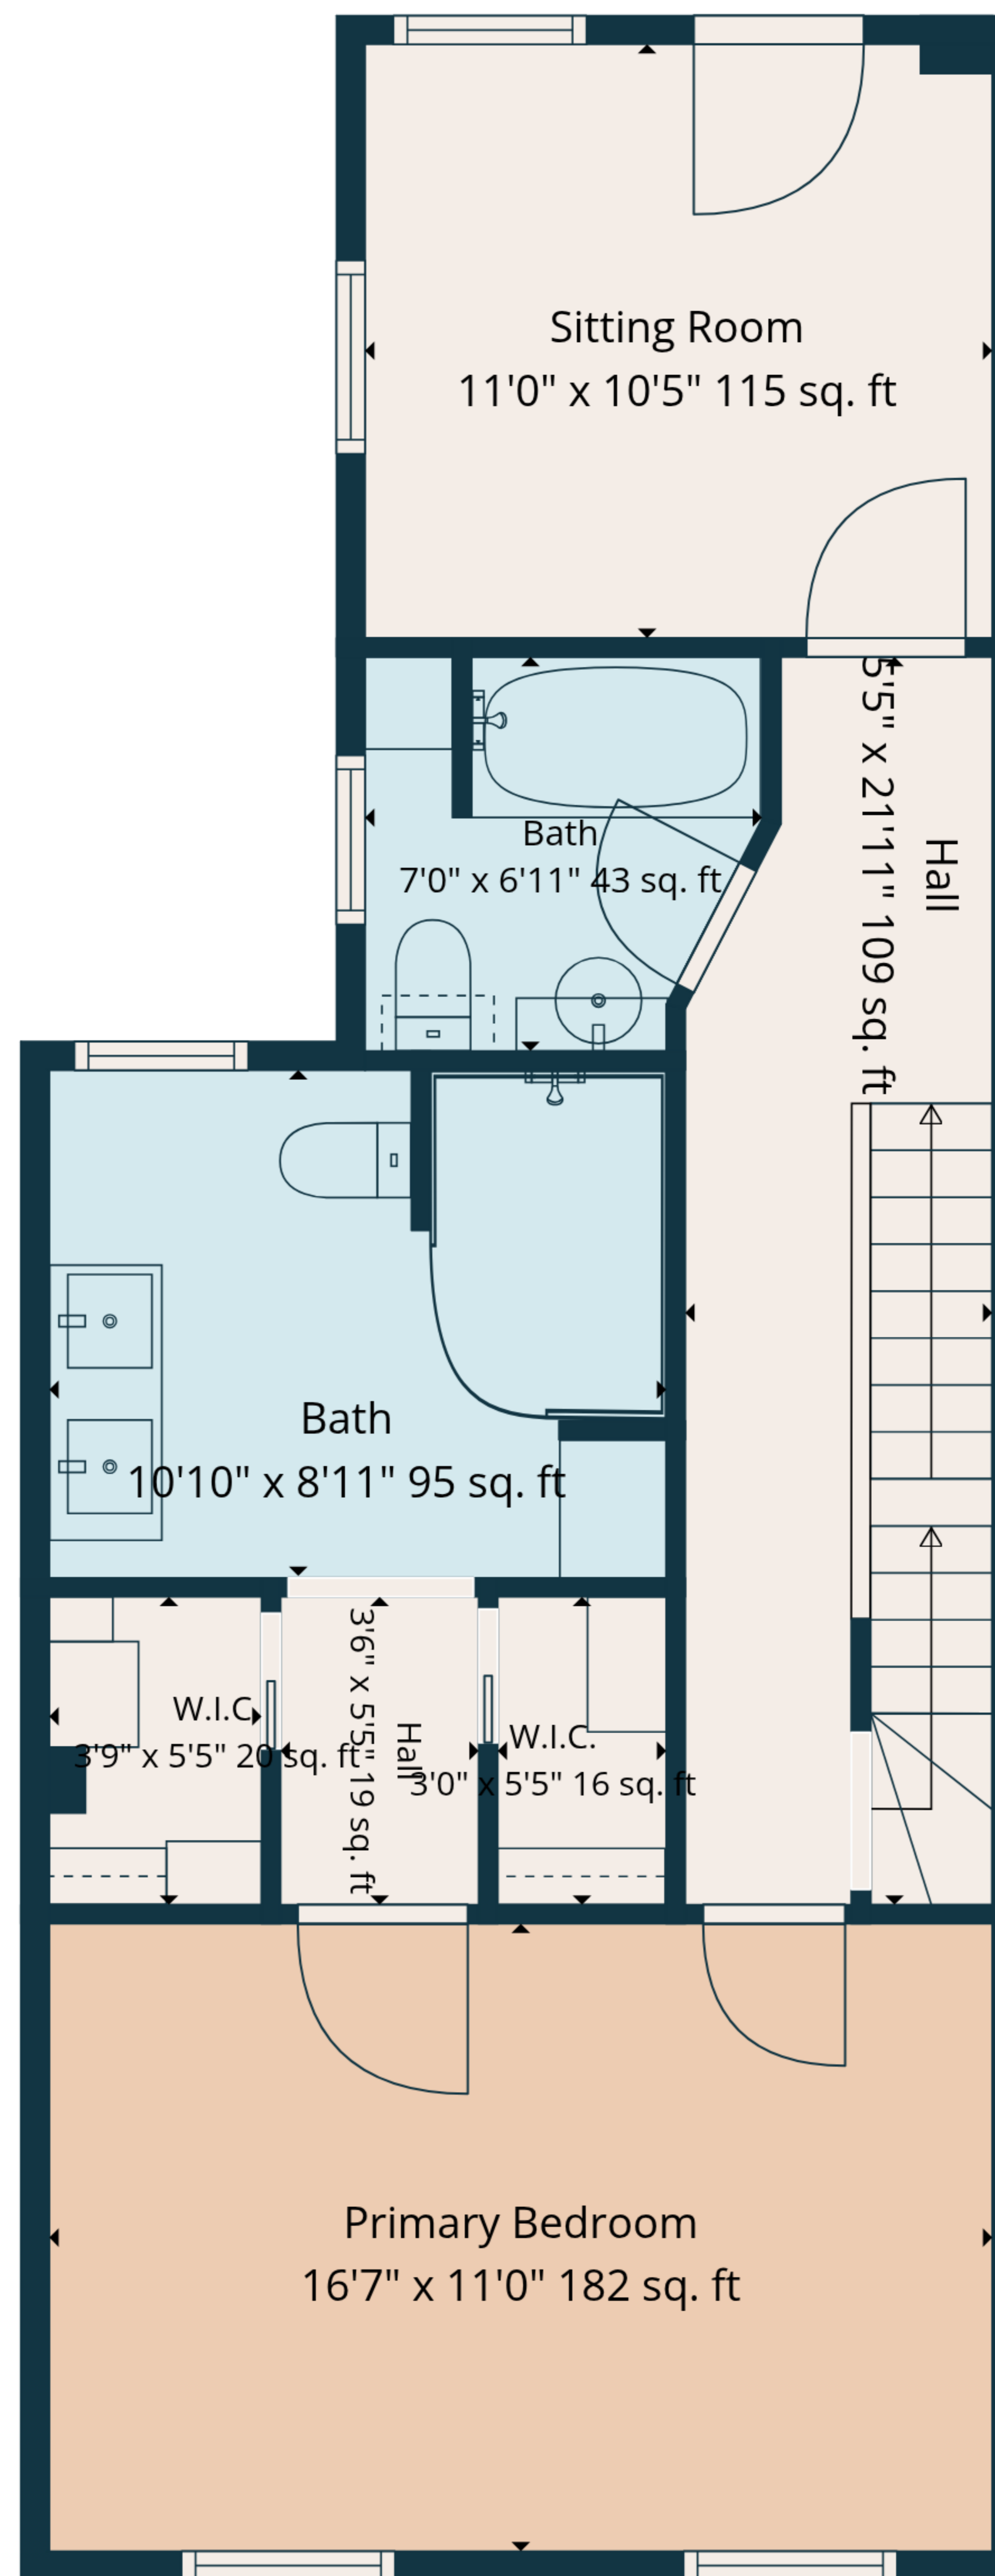 Sitting Room
11'0" x 10'5" 115 sq. ft
Hall
5'5" x 21'11" 109 sq. ft
Bath
7'0" x 6'11" 43 sq. ft
Bath
10'10" x 8'11" 95 sq. ft
W.I.C.
3'9" x 5'5" 20 sq. ft
Hall
3'6" x 5'5" 19 sq. ft
W.I.C.
3'0" x 5'5" 16 sq. ft
Primary Bedroom
16'7" x 11'0" 182 sq. ft